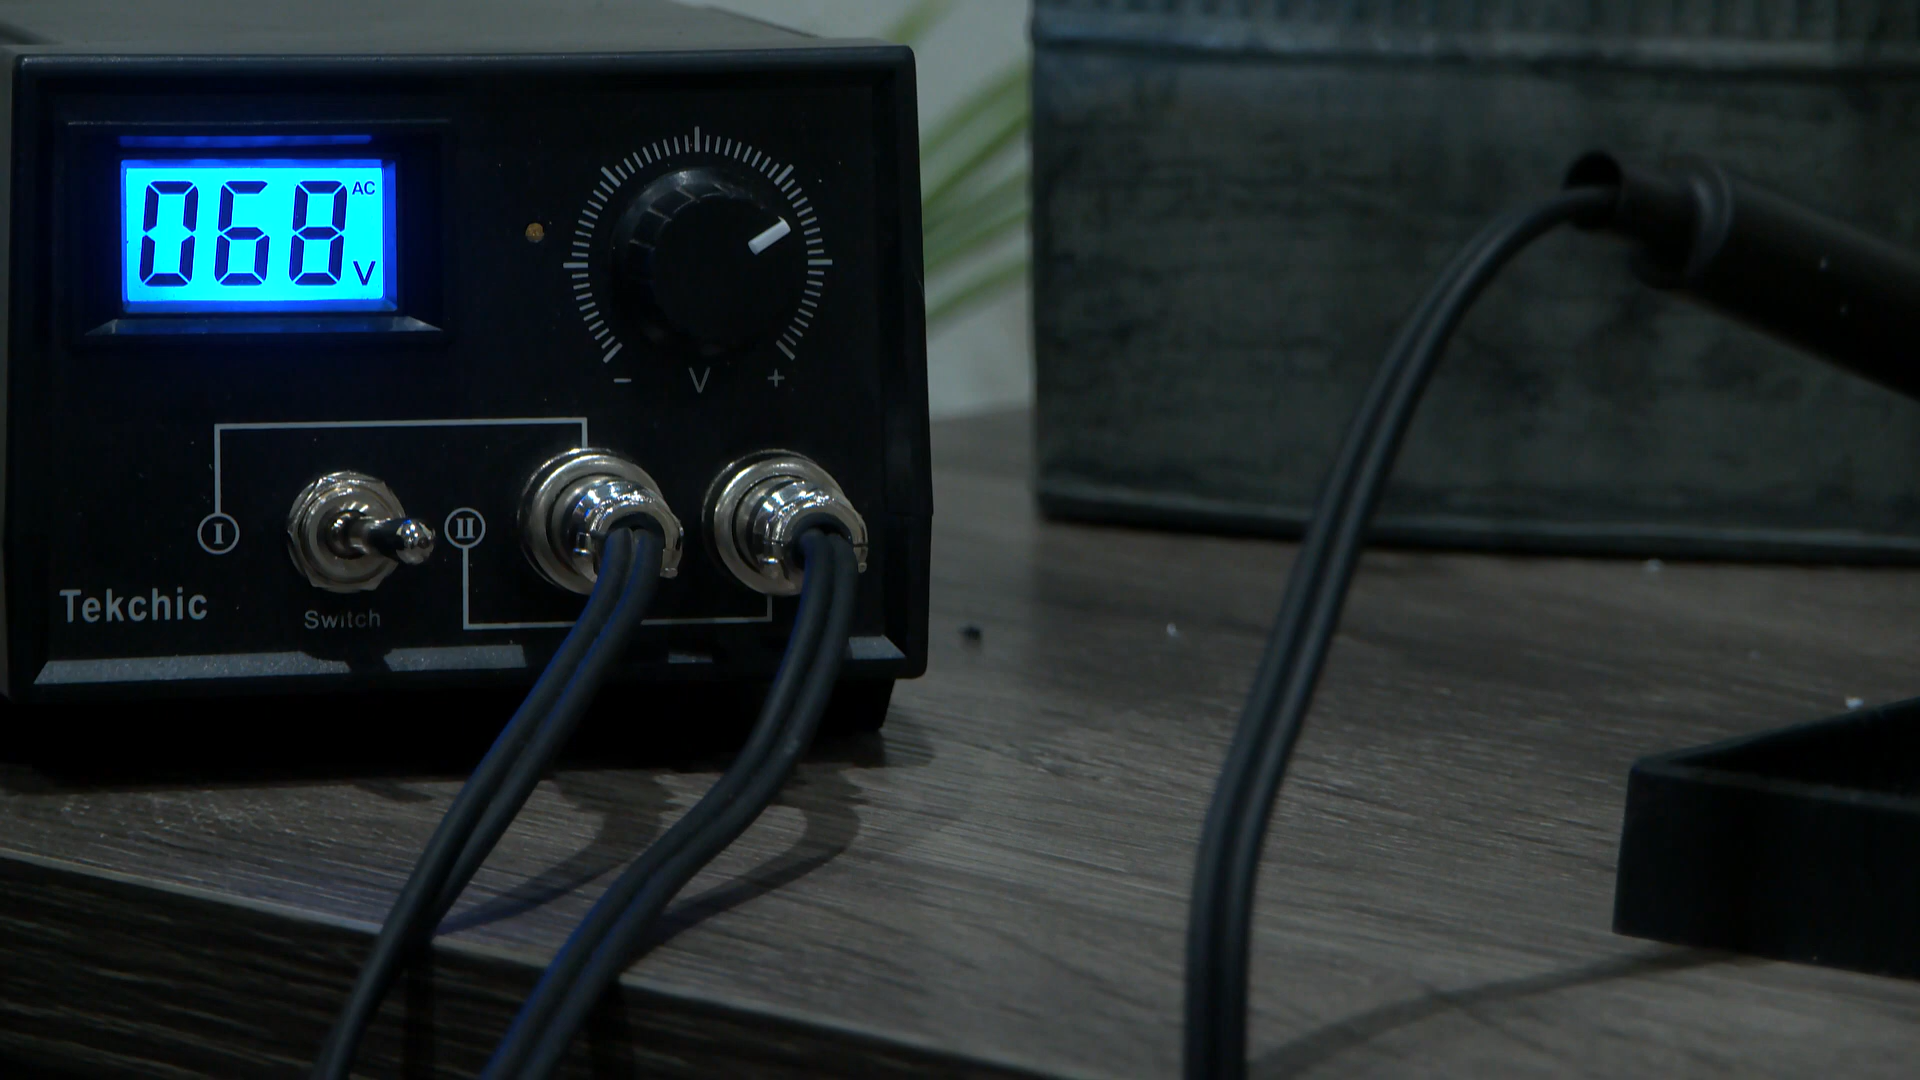 068 AC V
- V +
I
II
Tekchic
Switch